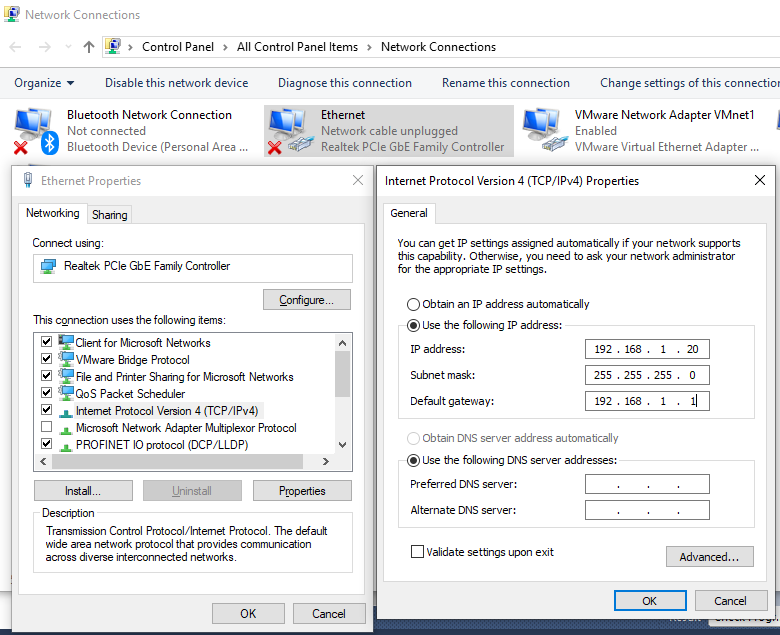 Network Connections
Control Panel > All Control Panel Items > Network Connections
Organize Disable this network device Diagnose this connection Rename this connection Change settings of this connection
Bluetooth Network Connection
Not connected
Bluetooth Device (Personal Area ...
Ethernet
Network cable unplugged
Realtek PCIe GbE Family Controller
VMware Network Adapter VMnet1
Enabled
VMware Virtual Ethernet Adapter ...
Ethernet Properties
Networking Sharing
Connect using:
Realtek PCIe GbE Family Controller
Configure...
This connection uses the following items:
Client for Microsoft Networks
VMware Bridge Protocol
File and Printer Sharing for Microsoft Networks
QoS Packet Scheduler
Internet Protocol Version 4 (TCP/IPv4)
Microsoft Network Adapter Multiplexor Protocol
PROFINET IO protocol (DCP/LLDP)
Install... Uninstall Properties
Description
Transmission Control Protocol/Internet Protocol. The default
wide area network protocol that provides communication
across diverse interconnected networks.
OK Cancel
Internet Protocol Version 4 (TCP/IPv4) Properties
General
You can get IP settings assigned automatically if your network supports
this capability. Otherwise, you need to ask your network administrator
for the appropriate IP settings.
Obtain an IP address automatically
Use the following IP address:
IP address: 192 . 168 . 1 . 20
Subnet mask: 255 . 255 . 255 . 0
Default gateway: 192 . 168 . 1 . 1
Obtain DNS server address automatically
Use the following DNS server addresses:
Preferred DNS server: . . .
Alternate DNS server: . . .
Validate settings upon exit
Advanced...
OK Cancel